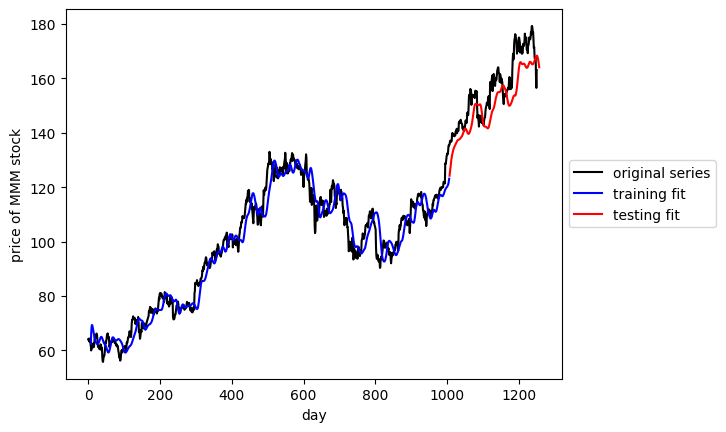 180
160
140
120
100
80
60
price of MMM stock
0 200 400 600 800 1000 1200
day
original series
training fit
testing fit